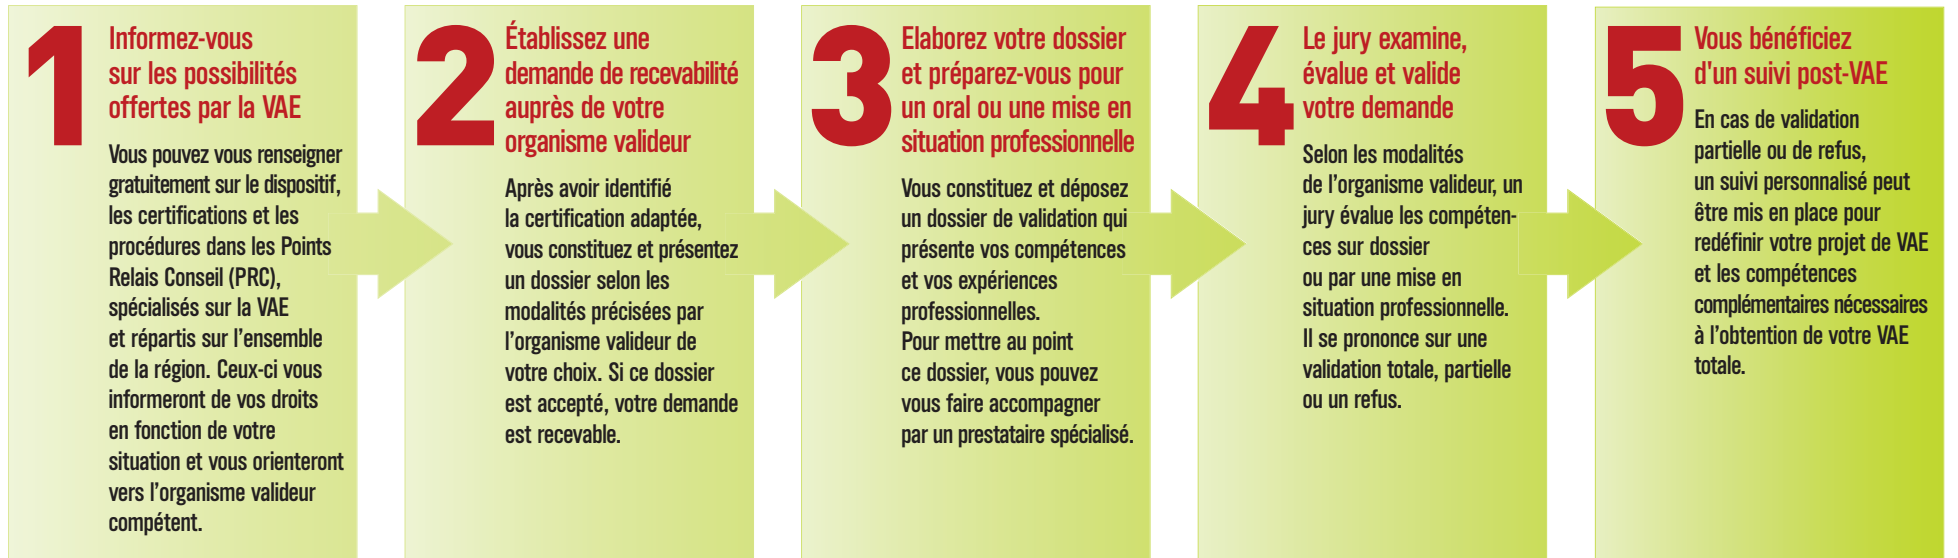 1
Informez-vous
sur les possibilités
offertes par la VAE
Vous pouvez vous renseigner
gratuitement sur le dispositif,
les certifications et les
procédures dans les Points
Relais Conseil (PRC),
spécialisés sur la VAE
et répartis sur l’ensemble
de la région. Ceux-ci vous
informeront de vos droits
en fonction de votre
situation et vous orienteront
vers l’organisme valideur
compétent.
2
Établissez une
demande de recevabilité
auprès de votre
organisme valideur
Après avoir identifié
la certification adaptée,
vous constituez et présentez
un dossier selon les
modalités précisées par
l’organisme valideur de
votre choix. Si ce dossier
est accepté, votre demande
est recevable.
3
Elaborez votre dossier
et préparez-vous pour
un oral ou une mise en
situation professionnelle
Vous constituez et déposez
un dossier de validation qui
présente vos compétences
et vos expériences
professionnelles.
Pour mettre au point
ce dossier, vous pouvez
vous faire accompagner
par un prestataire spécialisé.
4
Le jury examine,
évalue et valide
votre demande
Selon les modalités
de l’organisme valideur, un
jury évalue les compéten-
ces sur dossier
ou par une mise en
situation professionnelle.
Il se prononce sur une
validation totale, partielle
ou un refus.
5
Vous bénéficiez
d'un suivi post-VAE
En cas de validation
partielle ou de refus,
un suivi personnalisé peut
être mis en place pour
redéfinir votre projet de VAE
et les compétences
complémentaires nécessaires
à l’obtention de votre VAE
totale.